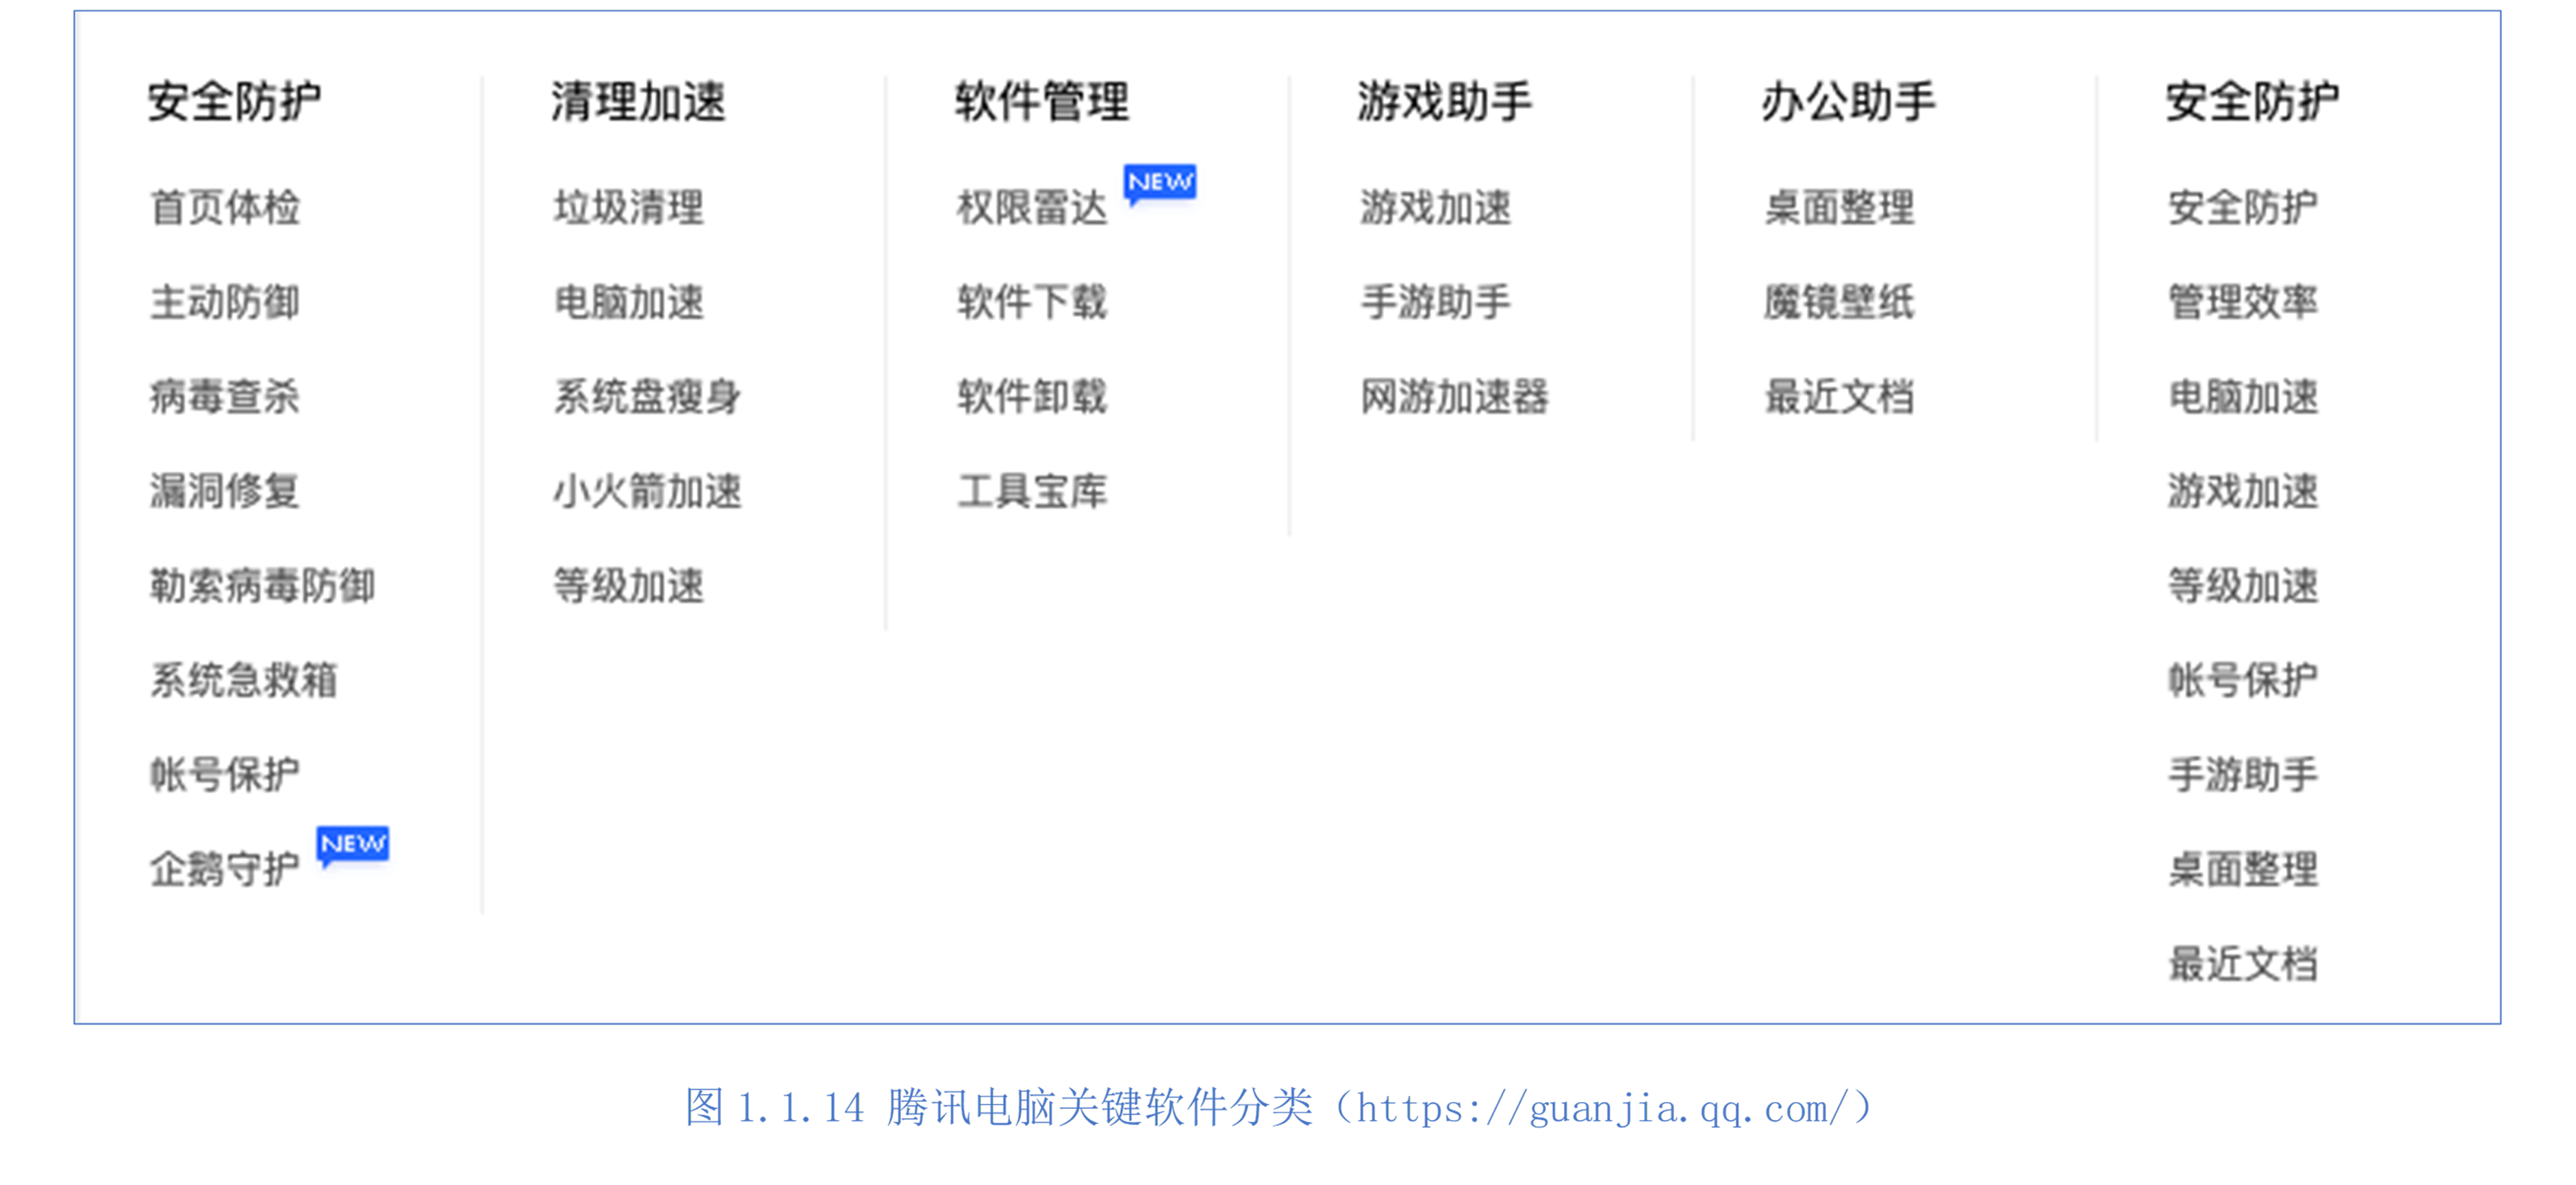 安全防护
首页体检
主动防御
病毒查杀
漏洞修复
勒索病毒防御
系统急救箱
帐号保护
企鹅守护 NEW
清理加速
垃圾清理
电脑加速
系统盘瘦身
小火箭加速
等级加速
软件管理
权限雷达 NEW
软件下载
软件卸载
工具宝库
游戏助手
游戏加速
手游助手
网游加速器
办公助手
桌面整理
魔镜壁纸
最近文档
安全防护
安全防护
管理效率
电脑加速
游戏加速
等级加速
帐号保护
手游助手
桌面整理
最近文档
图 1.1.14 腾讯电脑关键软件分类（https://guanjia.qq.com/）